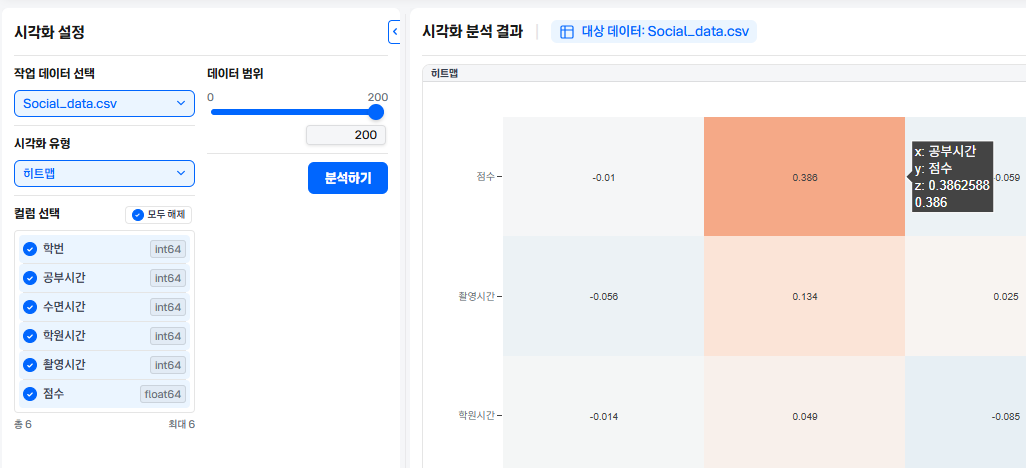 시각화 설정
작업 데이터 선택
Social_data.csv
시각화 유형
히트맵
컬럼 선택
모두 해제
학번 int64
공부시간 int64
수면시간 int64
학원시간 int64
촬영시간 int64
점수 float64
총 6 최대 6
데이터 범위
0 200
200
분석하기
시각화 분석 결과 대상 데이터: Social_data.csv
히트맵
점수 -0.01 0.386 -0.059
x: 공부시간
y: 점수
z: 0.3862588
0.386
촬영시간 -0.056 0.134 0.025
학원시간 -0.014 0.049 -0.085